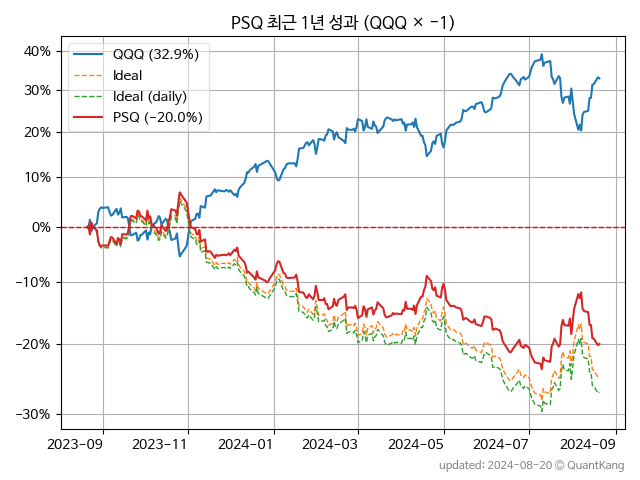 PSQ 최근 1년 성과 (QQQ × −1)
QQQ (32.9%)
Ideal
Ideal (daily)
PSQ (−20.0%)
40%
30%
20%
10%
0%
−10%
−20%
−30%
2023-09 2023-11 2024-01 2024-03 2024-05 2024-07 2024-09
updated: 2024-08-20 © QuantKang